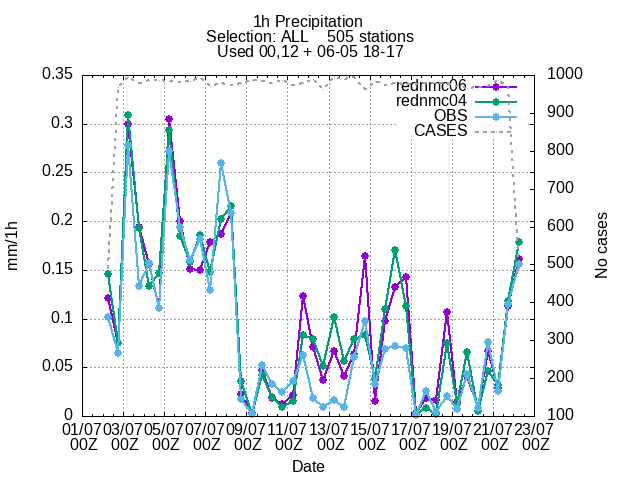 1h Precipitation
Selection: ALL    505 stations
Used 00,12 + 06-05 18-17
0.35
0.3
0.25
0.2
0.15
0.1
0.05
0
mm/1h
1000
900
800
700
600
500
400
300
200
100
No cases
rednmc06
rednmc04
OBS
CASES
01/07 03/07 05/07 07/07 09/07 11/07 13/07 15/07 17/07 19/07 21/07 23/07
00Z 00Z 00Z 00Z 00Z 00Z 00Z 00Z 00Z 00Z 00Z 00Z
Date